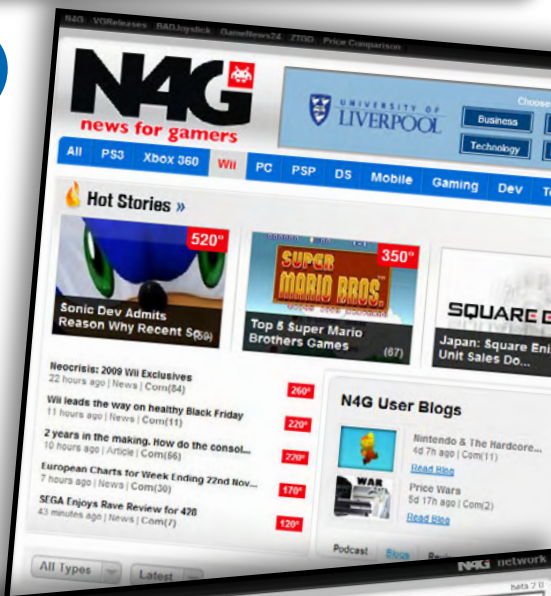 N4G VGReleases BADJoystick GameNews24 ZTGD Price Comparison
N4G
news for gamers
UNIVERSITY OF
LIVERPOOL
Choose
Business
Technology
All PS3 Xbox 360 Wii PC PSP DS Mobile Gaming Dev
Hot Stories »
520°
Sonic Dev Admits
Reason Why Recent
350°
SUPER
MARIO BROS.
Top 5 Super Mario
Brothers Games (67)
SQUARE
Japan: Square
Unit Sales Do...
Neocrisis: 2009 Wii Exclusives
22 hours ago | News | Com(84)
260°
Wii leads the way on healthy Black Friday
11 hours ago | News | Com(11)
220°
2 years in the making. How do the consol...
10 hours ago | Article | Com(66)
220°
European Charts for Week Ending 22nd Nov...
7 hours ago | News | Com(30)
170°
SEGA Enjoys Rave Review for 428
43 minutes ago | News | Com(7)
120°
N4G User Blogs
Nintendo & The Hardcore...
4d 7h ago | Com(11)
Read Blog
WAR
Price Wars
5d 17h ago | Com(2)
Read Blog
Podcast Blogs
All Types Latest
N4G network
beta 2.0